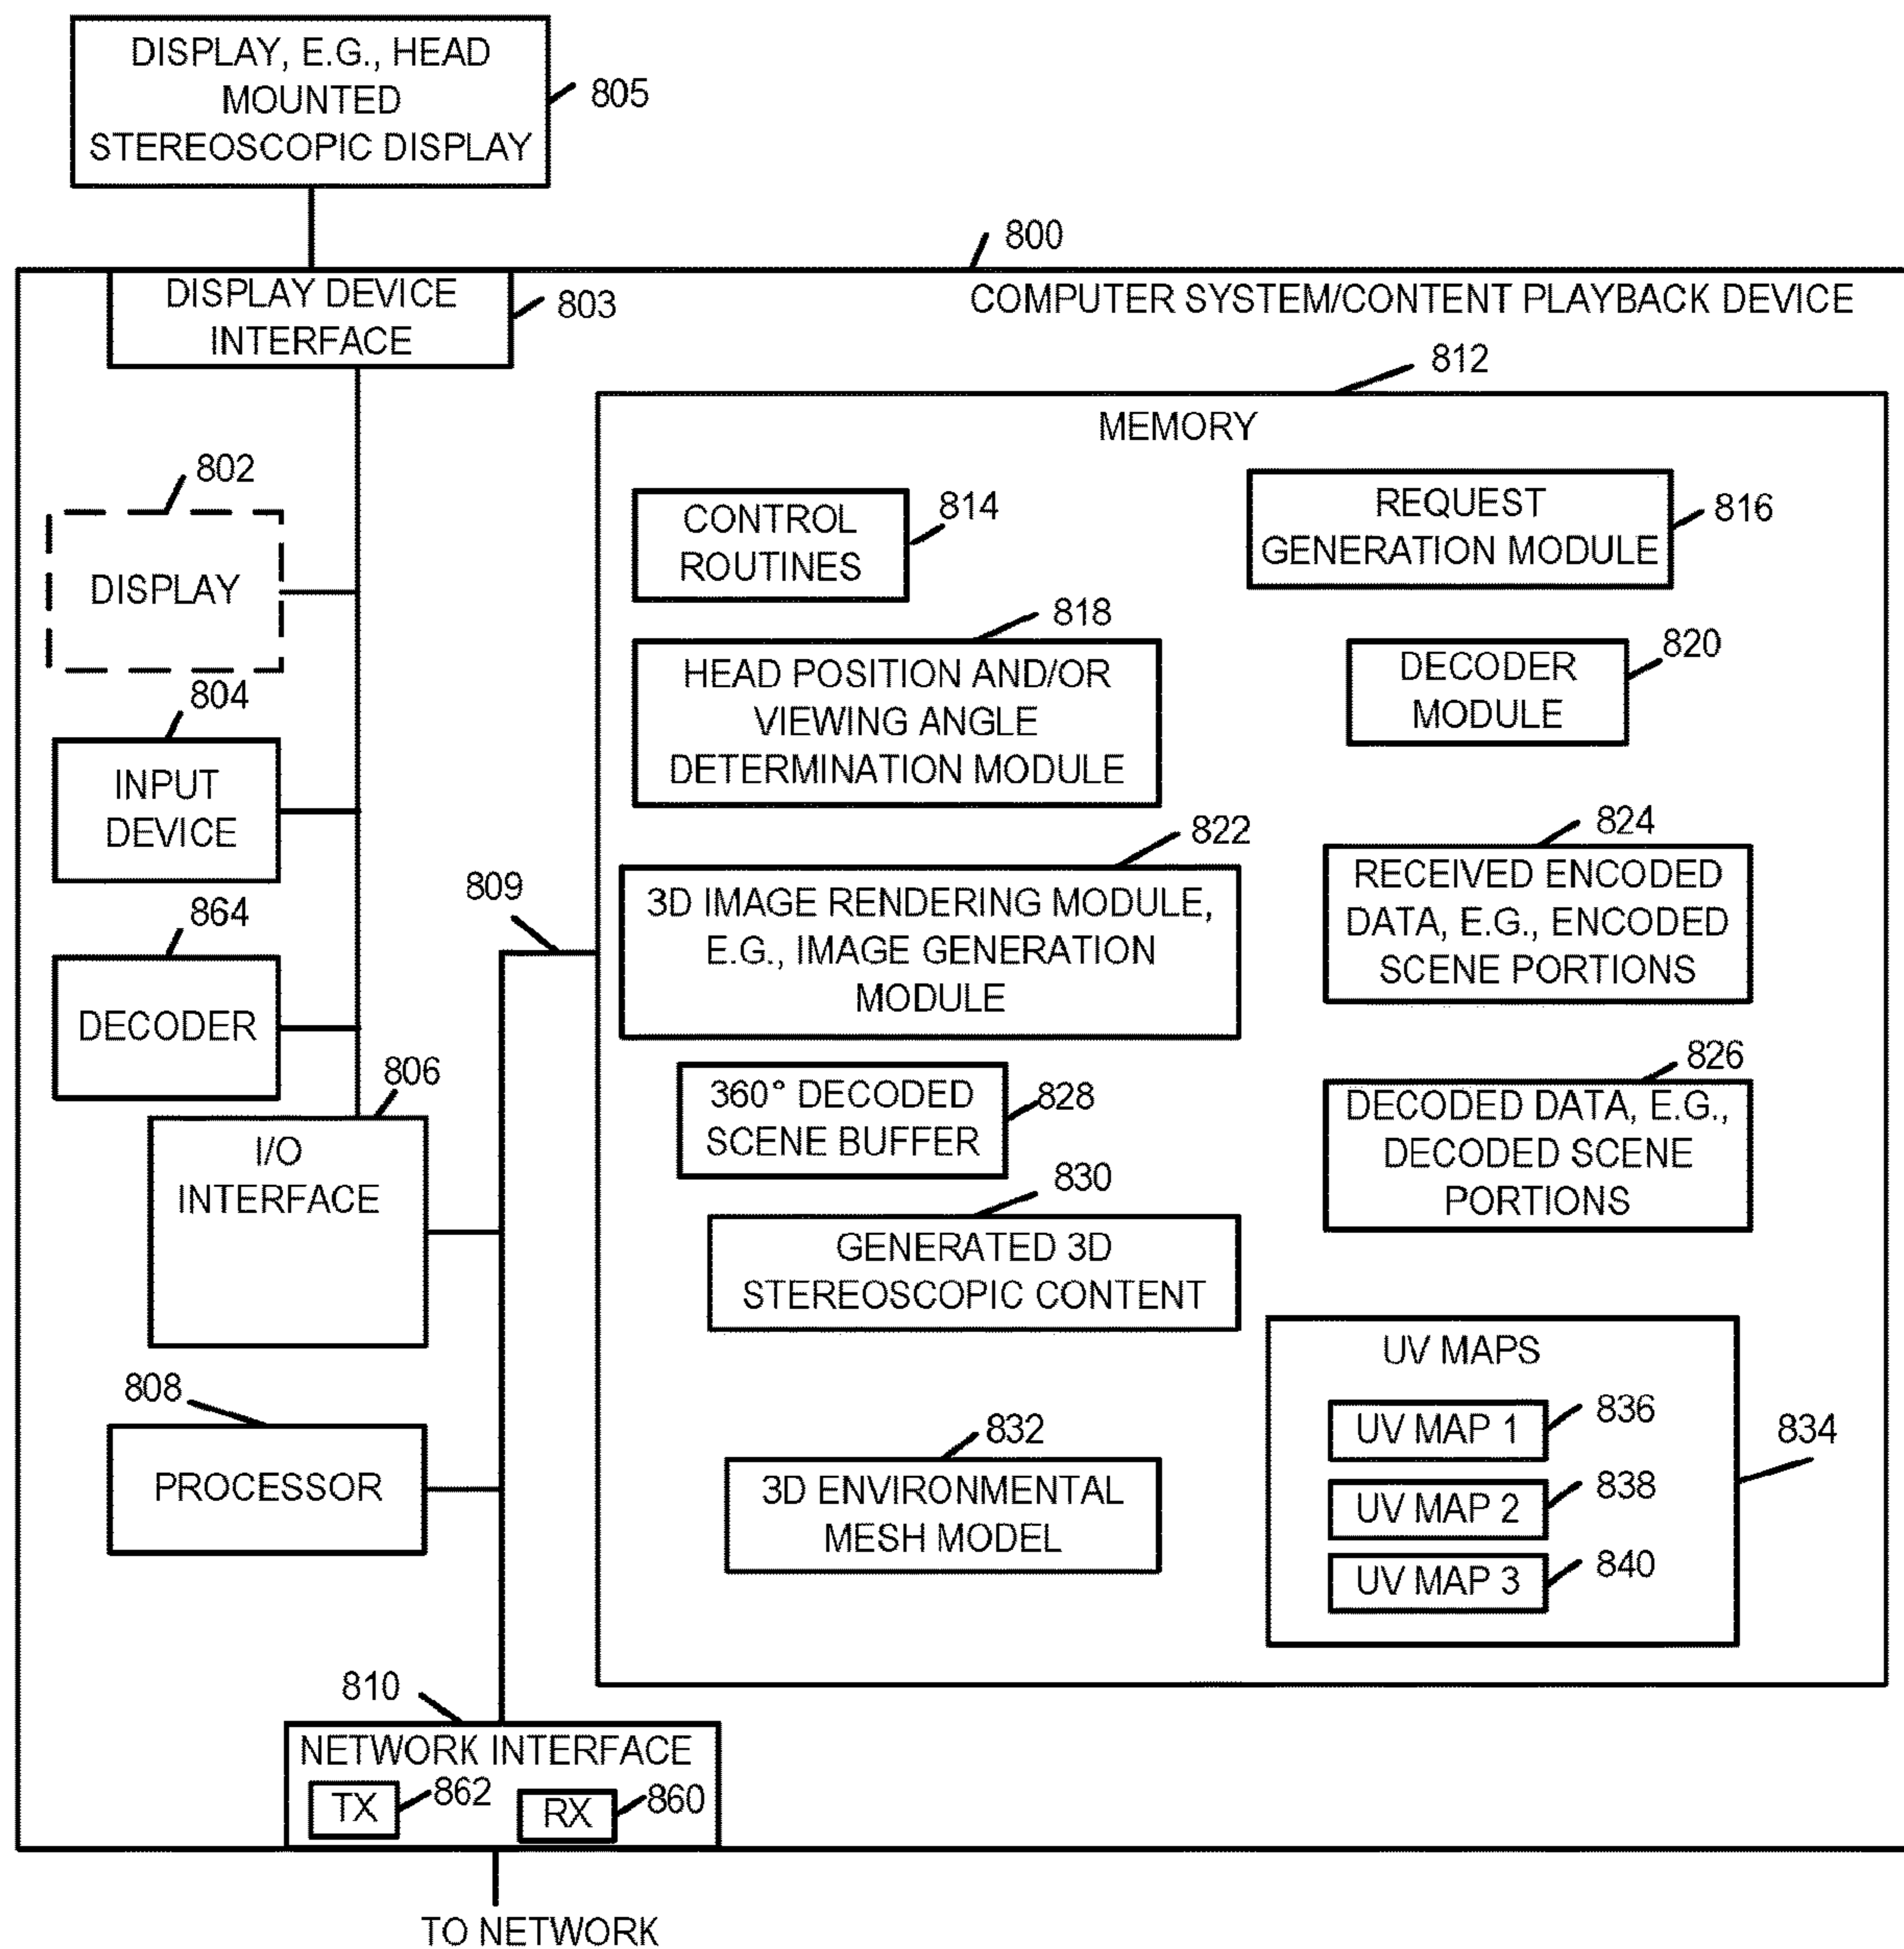 DISPLAY, E.G., HEAD
MOUNTED
STEREOSCOPIC DISPLAY
805
800
DISPLAY DEVICE
INTERFACE
803
COMPUTER SYSTEM/CONTENT PLAYBACK DEVICE
812
MEMORY
802
DISPLAY
804
INPUT
DEVICE
864
DECODER
806
I/O
INTERFACE
809
808
PROCESSOR
CONTROL
ROUTINES
814
REQUEST
GENERATION MODULE
816
818
HEAD POSITION AND/OR
VIEWING ANGLE
DETERMINATION MODULE
DECODER
MODULE
820
822
3D IMAGE RENDERING MODULE,
E.G., IMAGE GENERATION
MODULE
824
RECEIVED ENCODED
DATA, E.G., ENCODED
SCENE PORTIONS
360° DECODED
SCENE BUFFER
828
826
DECODED DATA, E.G.,
DECODED SCENE
PORTIONS
830
GENERATED 3D
STEREOSCOPIC CONTENT
832
3D ENVIRONMENTAL
MESH MODEL
UV MAPS
834
UV MAP 1
836
UV MAP 2
838
UV MAP 3
840
810
NETWORK INTERFACE
TX
862
RX
860
TO NETWORK